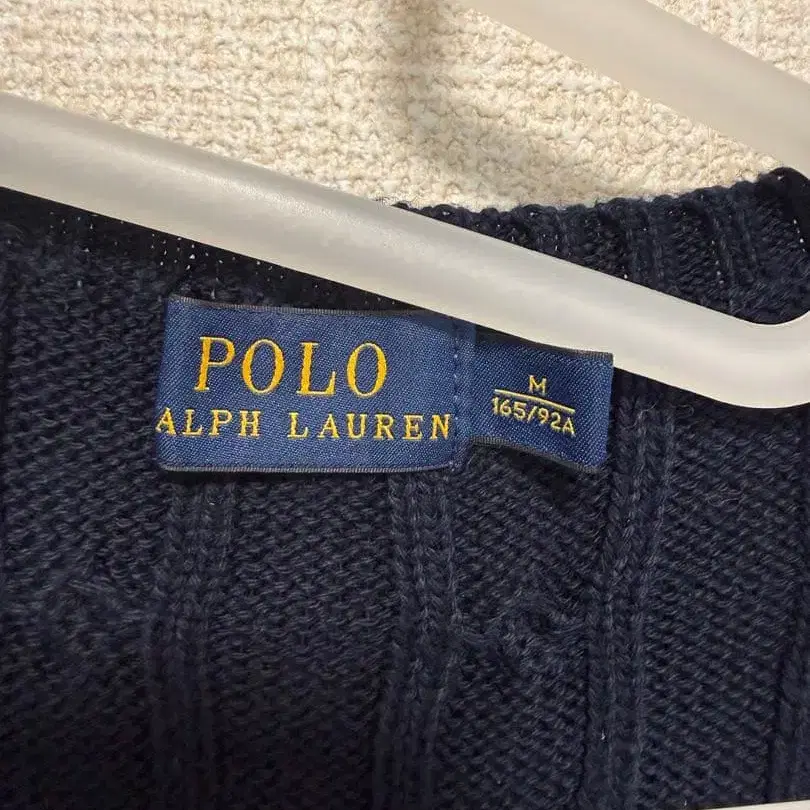 POLO
ALPH LAUREN
M
165/92A